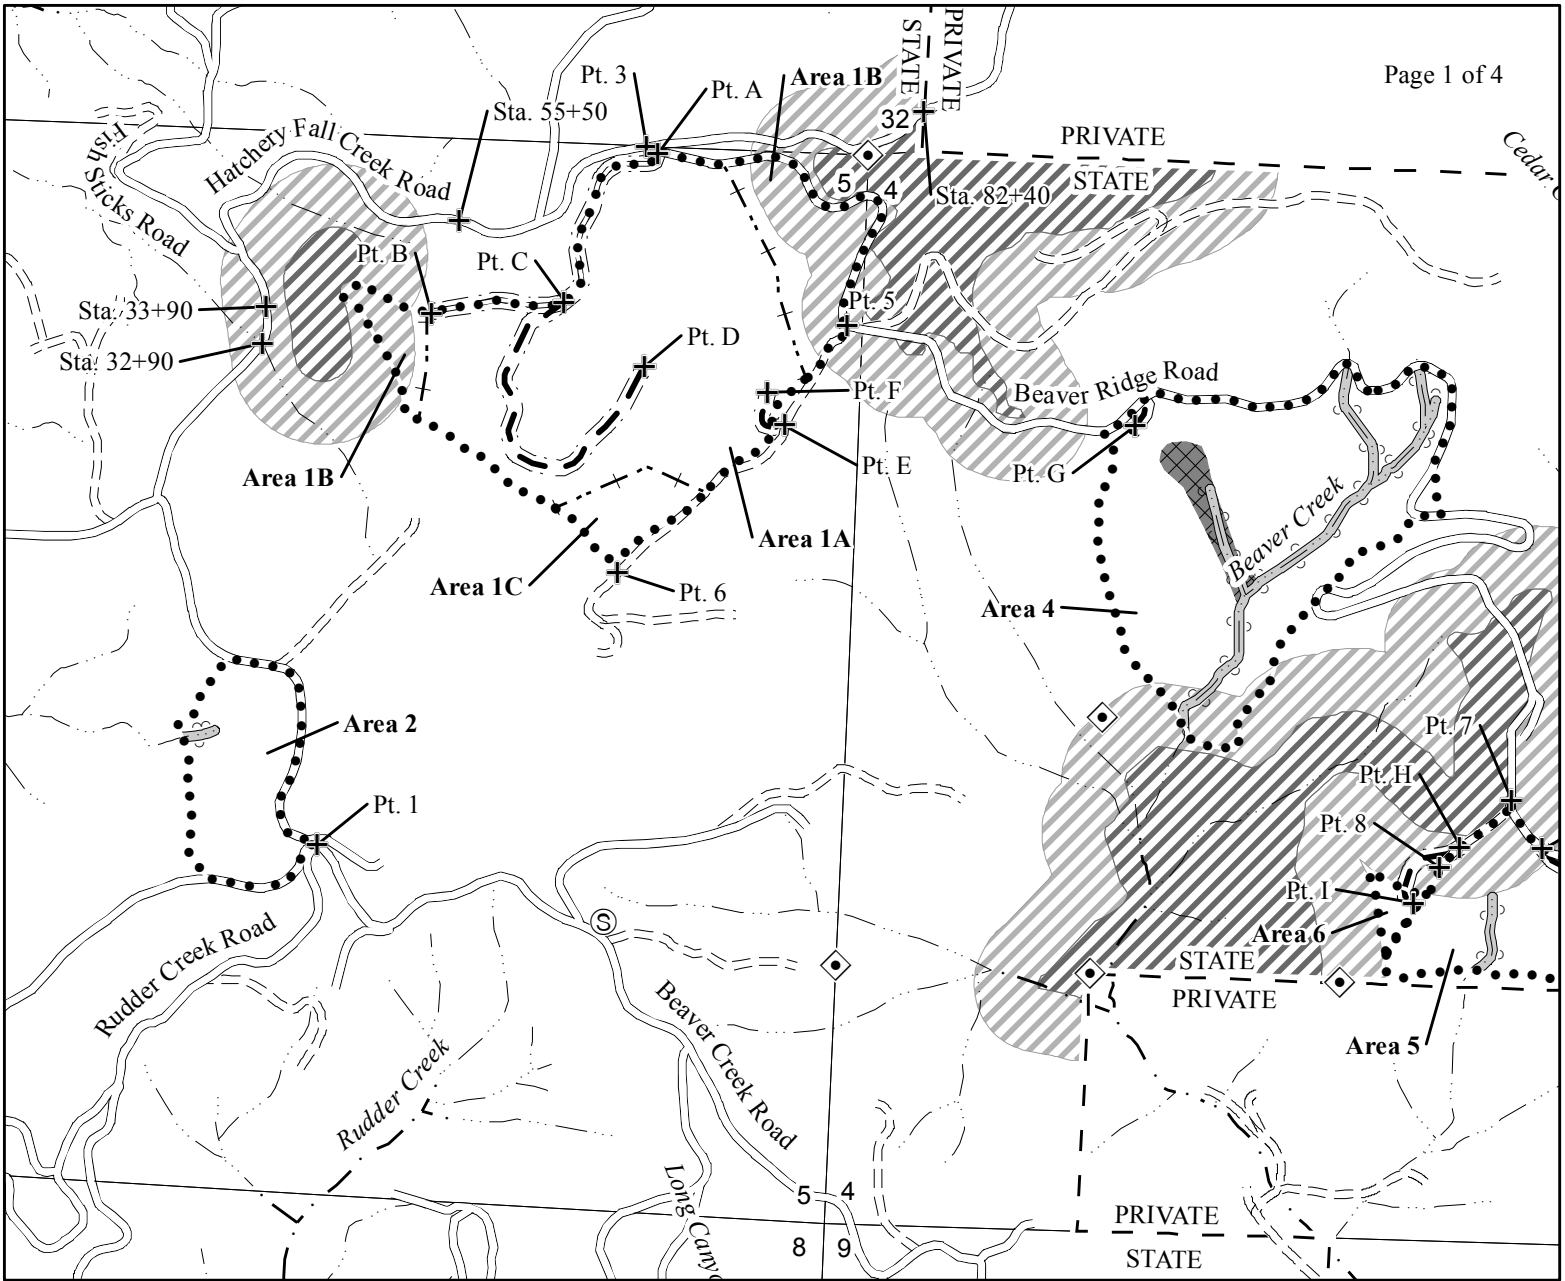 Page 1 of 4
Pt. 3
Pt. A
Area 1B
STATE
PRIVATE
Sta. 55+50
32
PRIVATE
STATE
Cedar
Fish Sticks Road
Hatchery Fall Creek Road
5
4
Sta. 82+40
Pt. B
Pt. C
Sta. 33+90
Pt. 5
Sta. 32+90
Pt. D
Beaver Ridge Road
Pt. F
Area 1B
Pt. E
Pt. G
Area 1A
Beaver Creek
Area 1C
Pt. 6
Area 4
Area 2
Pt. 7
Pt. H
Pt. 1
Pt. 8
Pt. I
S
Area 6
STATE
PRIVATE
Rudder Creek Road
Beaver Creek Road
Area 5
Rudder Creek
Long Canyo
5
4
PRIVATE
STATE
8
9